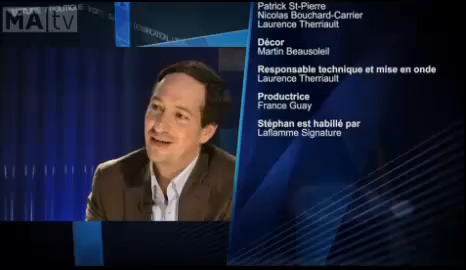 MAtv
Patrick St-Pierre
Nicolas Bouchard-Carrier
Laurence Therriault
Décor
Martin Beausoleil
Responsable technique et mise en onde
Laurence Therriault
Productrice
France Guay
Stéphan est habillé par
Laflamme Signature